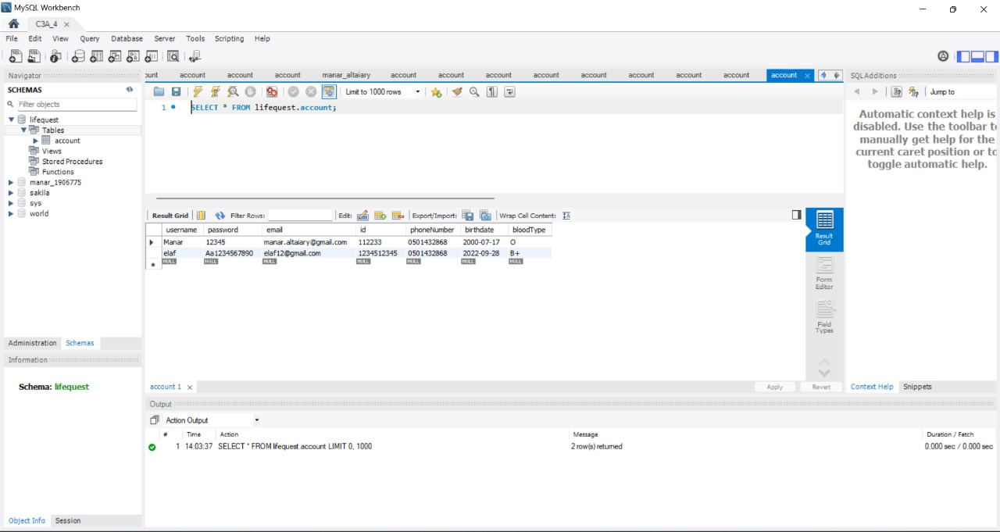 MySQL Workbench
C3A_4
File Edit View Query Database Server Tools Scripting Help
Navigator
SCHEMAS
Filter objects
lifequest
Tables
account
Views
Stored Procedures
Functions
manar_1906775
sakila
sys
world
Administration Schemas
Information
Schema: lifequest
Object Info Session
ount account account account manar_altaiary account account account account account account account account account
Limit to 1000 rows
1 SELECT * FROM lifequest.account;
Result Grid Filter Rows: Edit: Export/Import: Wrap Cell Content:
username password email id phoneNumber birthdate bloodType
Manar 12345 manar.altaiary@gmail.com 112233 0501432868 2000-07-17 O
elaf Aa1234567890 elaf12@gmail.com 1234512345 0501432868 2022-09-28 B+
NULL NULL NULL NULL NULL NULL NULL
Result
Grid
Form
Editor
Field
Types
account 1 Apply Revert
SQLAdditions
Jump to
Automatic context help is
disabled. Use the toolbar to
manually get help for the
current caret position or to
toggle automatic help.
Context Help Snippets
Output
Action Output
# Time Action Message Duration / Fetch
1 14:03:37 SELECT * FROM lifequest.account LIMIT 0, 1000 2 row(s) returned 0.000 sec / 0.000 sec